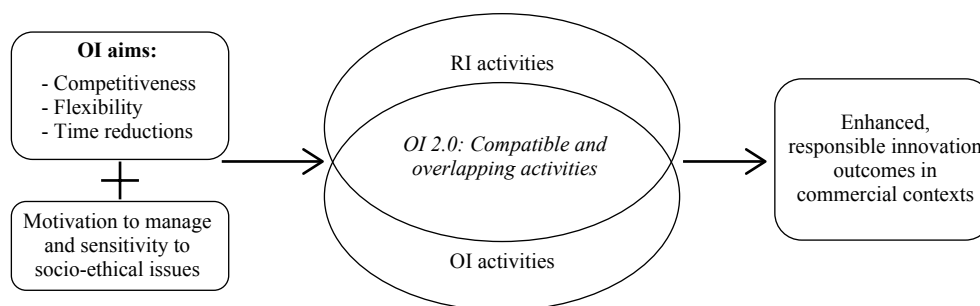 OI aims:
- Competitiveness
- Flexibility
- Time reductions
Motivation to manage
and sensitivity to
socio-ethical issues
RI activities
OI 2.0: Compatible and
overlapping activities
OI activities
Enhanced,
responsible innovation
outcomes in
commercial contexts